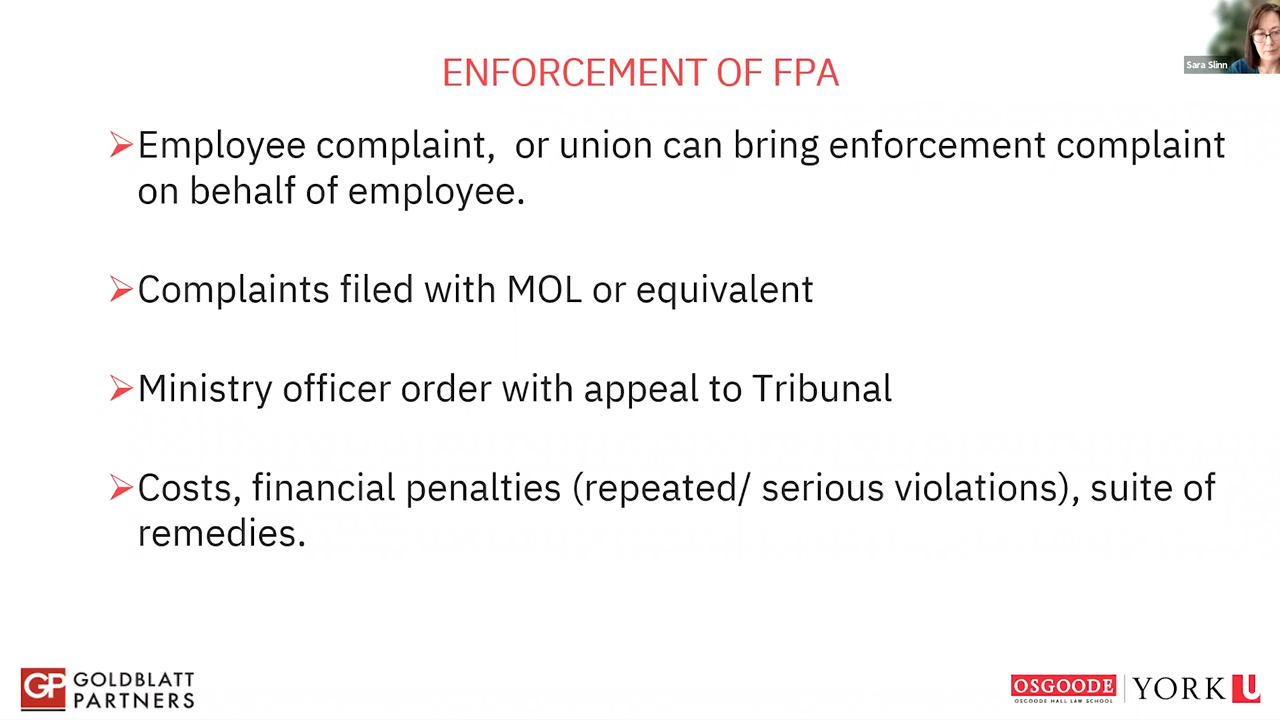 Sara Slinn
ENFORCEMENT OF FPA
➢Employee complaint,  or union can bring enforcement complaint
on behalf of employee.
➢Complaints filed with MOL or equivalent
➢Ministry officer order with appeal to Tribunal
➢Costs, financial penalties (repeated/ serious violations), suite of
remedies.
GP GOLDBLATT
PARTNERS
OSGOODE
OSGOODE HALL LAW SCHOOL
YORK U